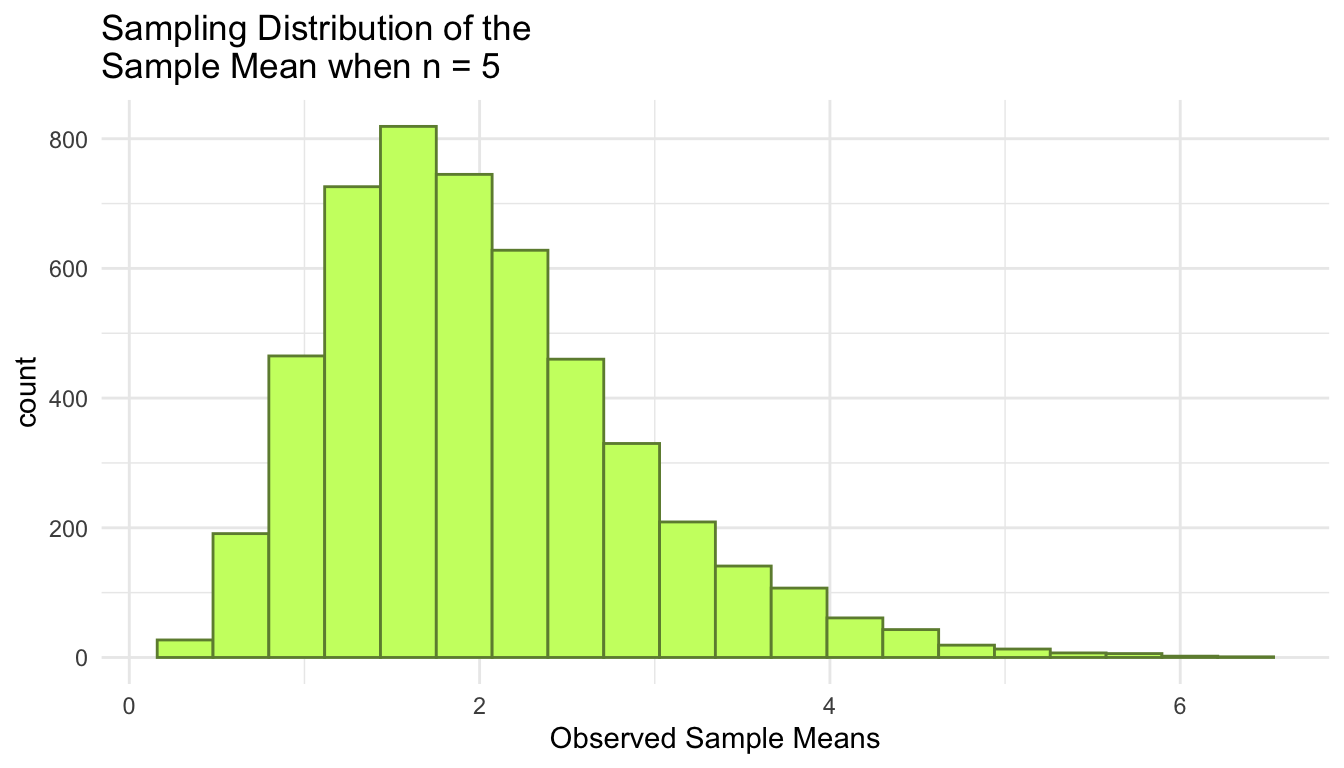 Sampling Distribution of the
Sample Mean when n = 5
count
800
600
400
200
0
0 2 4 6
Observed Sample Means